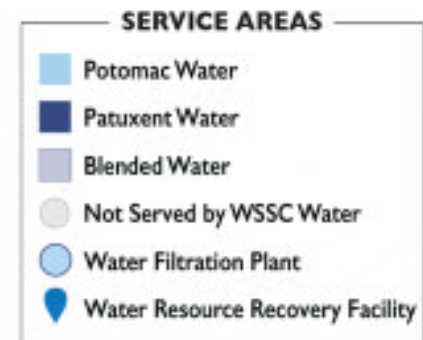 SERVICE AREAS
Potomac Water
Patuxent Water
Blended Water
Not Served by WSSC Water
Water Filtration Plant
Water Resource Recovery Facility